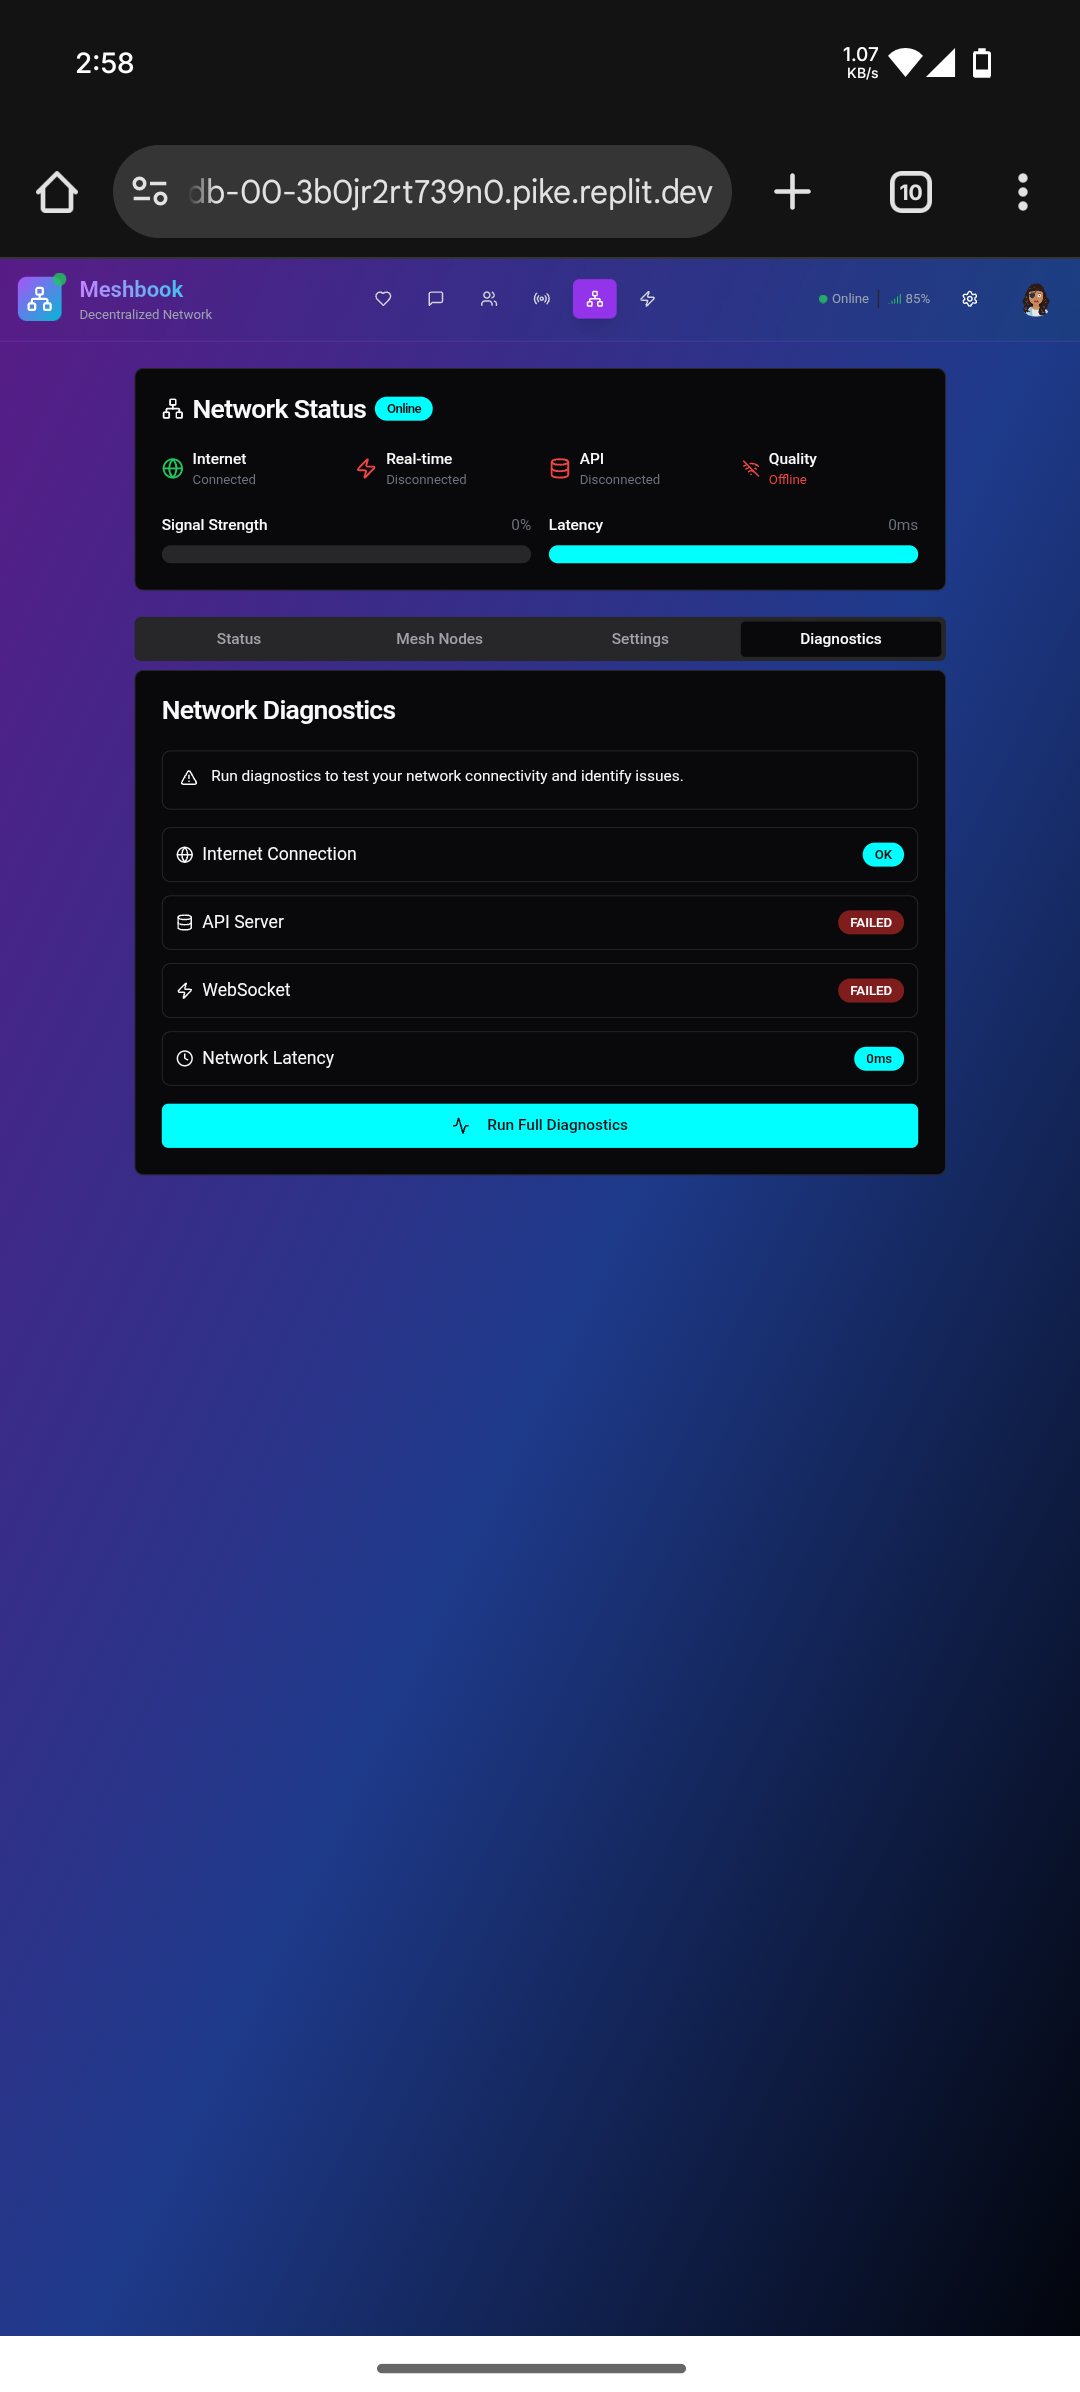 2:58
1.07
KB/s
db-00-3b0jr2rt739n0.pike.replit.dev
10
Meshbook
Decentralized Network
Online
85%
Network Status
Online
Internet
Connected
Real-time
Disconnected
API
Disconnected
Quality
Offline
Signal Strength
0%
Latency
0ms
Status
Mesh Nodes
Settings
Diagnostics
Network Diagnostics
Run diagnostics to test your network connectivity and identify issues.
Internet Connection
OK
API Server
FAILED
WebSocket
FAILED
Network Latency
0ms
Run Full Diagnostics